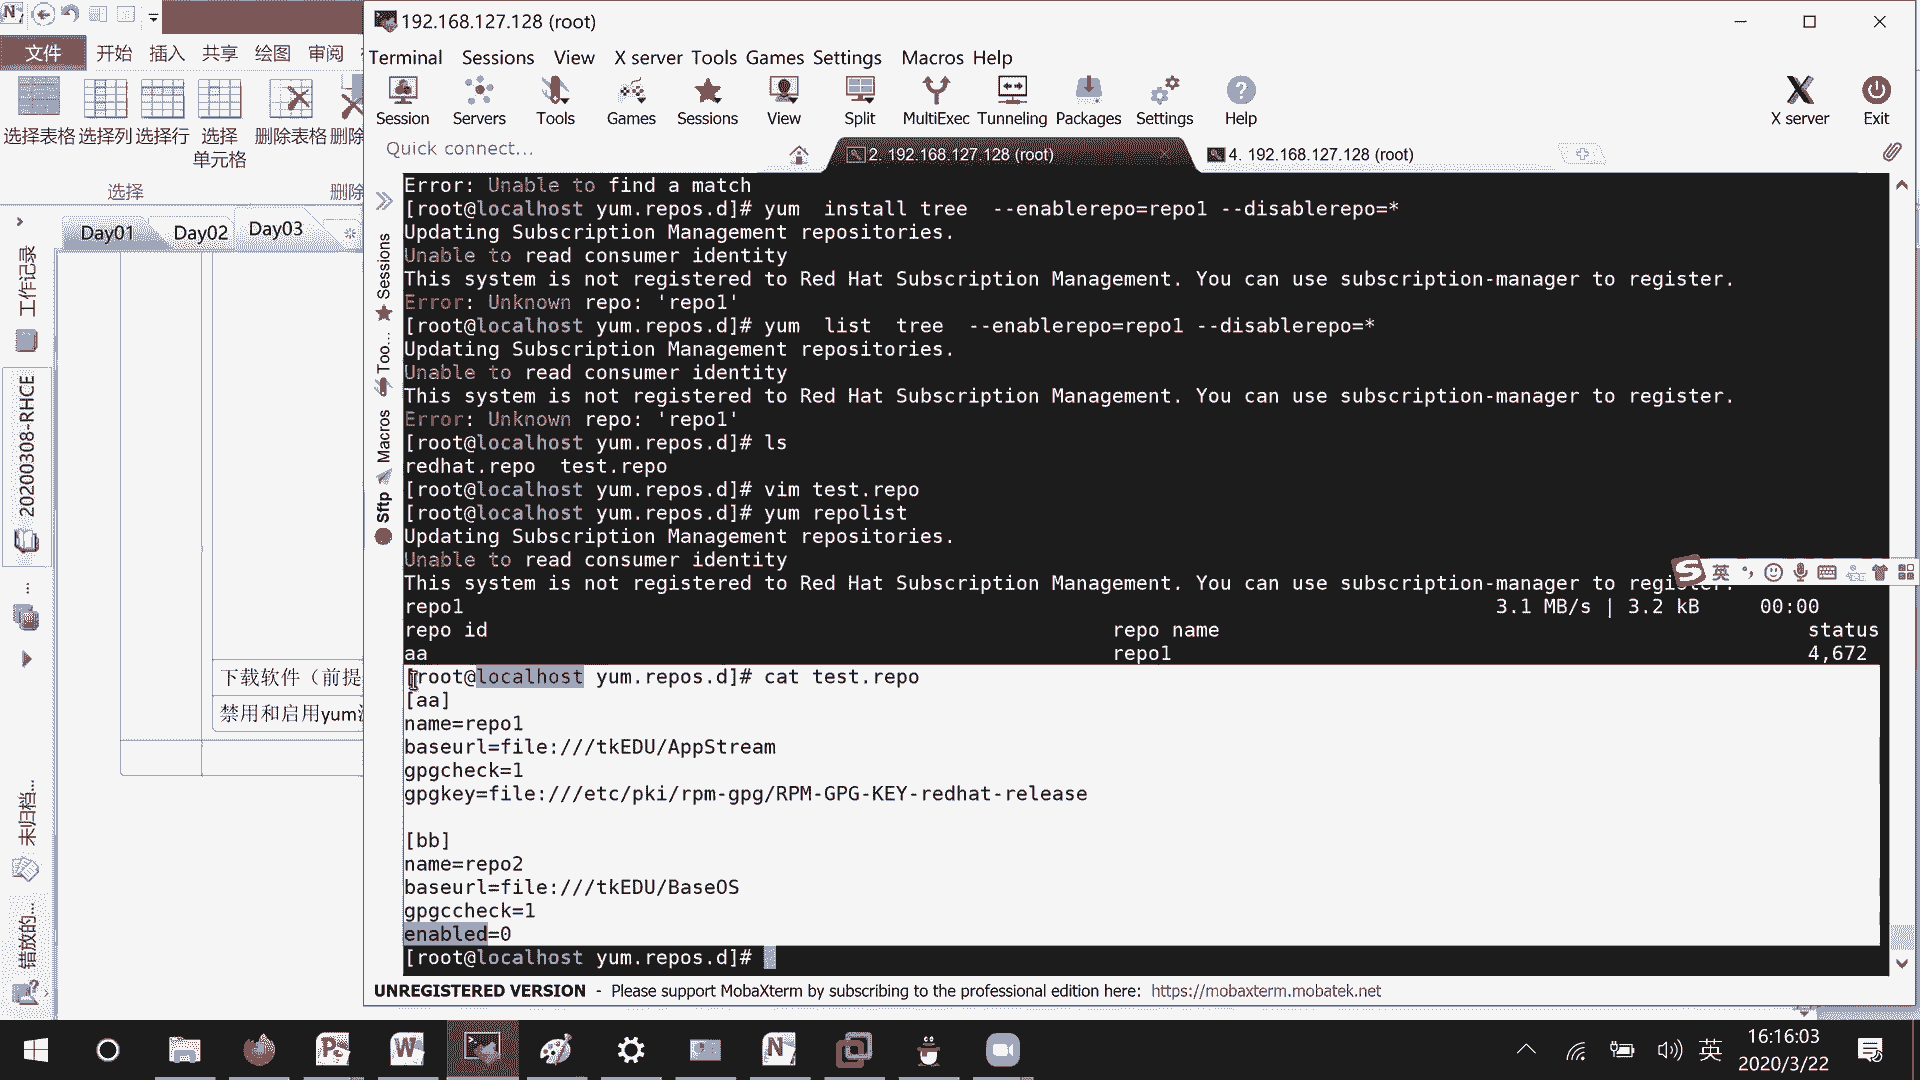 192.168.127.128 (root)
文件 开始 插入 共享 绘图 审阅
Terminal Sessions View X server Tools Games Settings Macros Help
Session Servers Tools Games Sessions View Split MultiExec Tunneling Packages Settings Help X server Exit
选择表格 选择列 选择行 选择单元格 删除表格 删除
选择 删除
Quick connect...
2. 192.168.127.128 (root)
4. 192.168.127.128 (root)
Day01 Day02 Day03
工作记录
20200308-RHCE
未归档...
错放的...
下载软件（前提
禁用和启用yum
Sessions
Too...
Macros
Sftp
Error: Unable to find a match
[root@localhost yum.repos.d]# yum  install tree  --enablerepo=repo1 --disablerepo=*
Updating Subscription Management repositories.
Unable to read consumer identity
This system is not registered to Red Hat Subscription Management. You can use subscription-manager to register.
Error: Unknown repo: 'repo1'
[root@localhost yum.repos.d]# yum  list  tree  --enablerepo=repo1 --disablerepo=*
Updating Subscription Management repositories.
Unable to read consumer identity
This system is not registered to Red Hat Subscription Management. You can use subscription-manager to register.
Error: Unknown repo: 'repo1'
[root@localhost yum.repos.d]# ls
redhat.repo  test.repo
[root@localhost yum.repos.d]# vim test.repo
[root@localhost yum.repos.d]# yum repolist
Updating Subscription Management repositories.
Unable to read consumer identity
This system is not registered to Red Hat Subscription Management. You can use subscription-manager to register.
repo1 3.1 MB/s | 3.2 kB 00:00
repo id repo name status
aa repo1 4,672
[root@localhost yum.repos.d]# cat test.repo
[aa]
name=repo1
baseurl=file:///tkEDU/AppStream
gpgcheck=1
gpgkey=file:///etc/pki/rpm-gpg/RPM-GPG-KEY-redhat-release
[bb]
name=repo2
baseurl=file:///tkEDU/BaseOS
gpgccheck=1
enabled=0
[root@localhost yum.repos.d]#
英
UNREGISTERED VERSION - Please support MobaXterm by subscribing to the professional edition here: https://mobaxterm.mobatek.net
英
16:16:03
2020/3/22